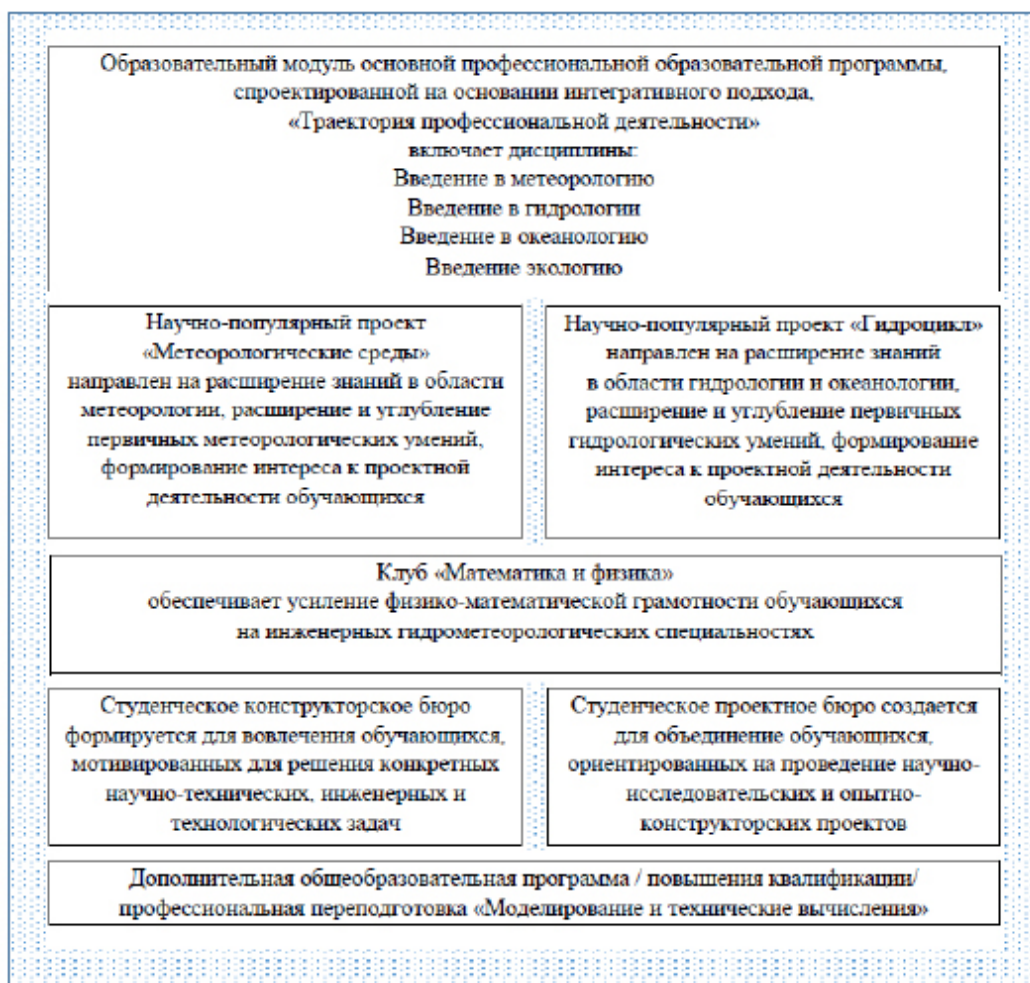 Образовательный модуль основной профессиональной образовательной программы,
спроектированной на основании интегративного подхода,
«Траектория профессиональной деятельности»
включает дисциплины:
Введение в метеорологию
Введение в гидрологии
Введение в океанологию
Введение экологию
Научно-популярный проект
«Метеорологические среды»
направлен на расширение знаний в области
метеорологии, расширение и углубление
первичных метеорологических умений,
формирование интереса к проектной
деятельности обучающихся
Научно-популярный проект «Гидроцикл»
направлен на расширение знаний
в области гидрологии и океанологии,
расширение и углубление первичных
гидрологических умений, формирование
интереса к проектной деятельности
обучающихся
Клуб «Математика и физика»
обеспечивает усиление физико-математической грамотности обучающихся
на инженерных гидрометеорологических специальностях
Студенческое конструкторское бюро
формируется для вовлечения обучающихся,
мотивированных для решения конкретных
научно-технических, инженерных и
технологических задач
Студенческое проектное бюро создается
для объединение обучающихся,
ориентированных на проведение научно-
исследовательских и опытно-
конструкторских проектов
Дополнительная общеобразовательная программа / повышения квалификации/
профессиональная переподготовка «Моделирование и технические вычисления»